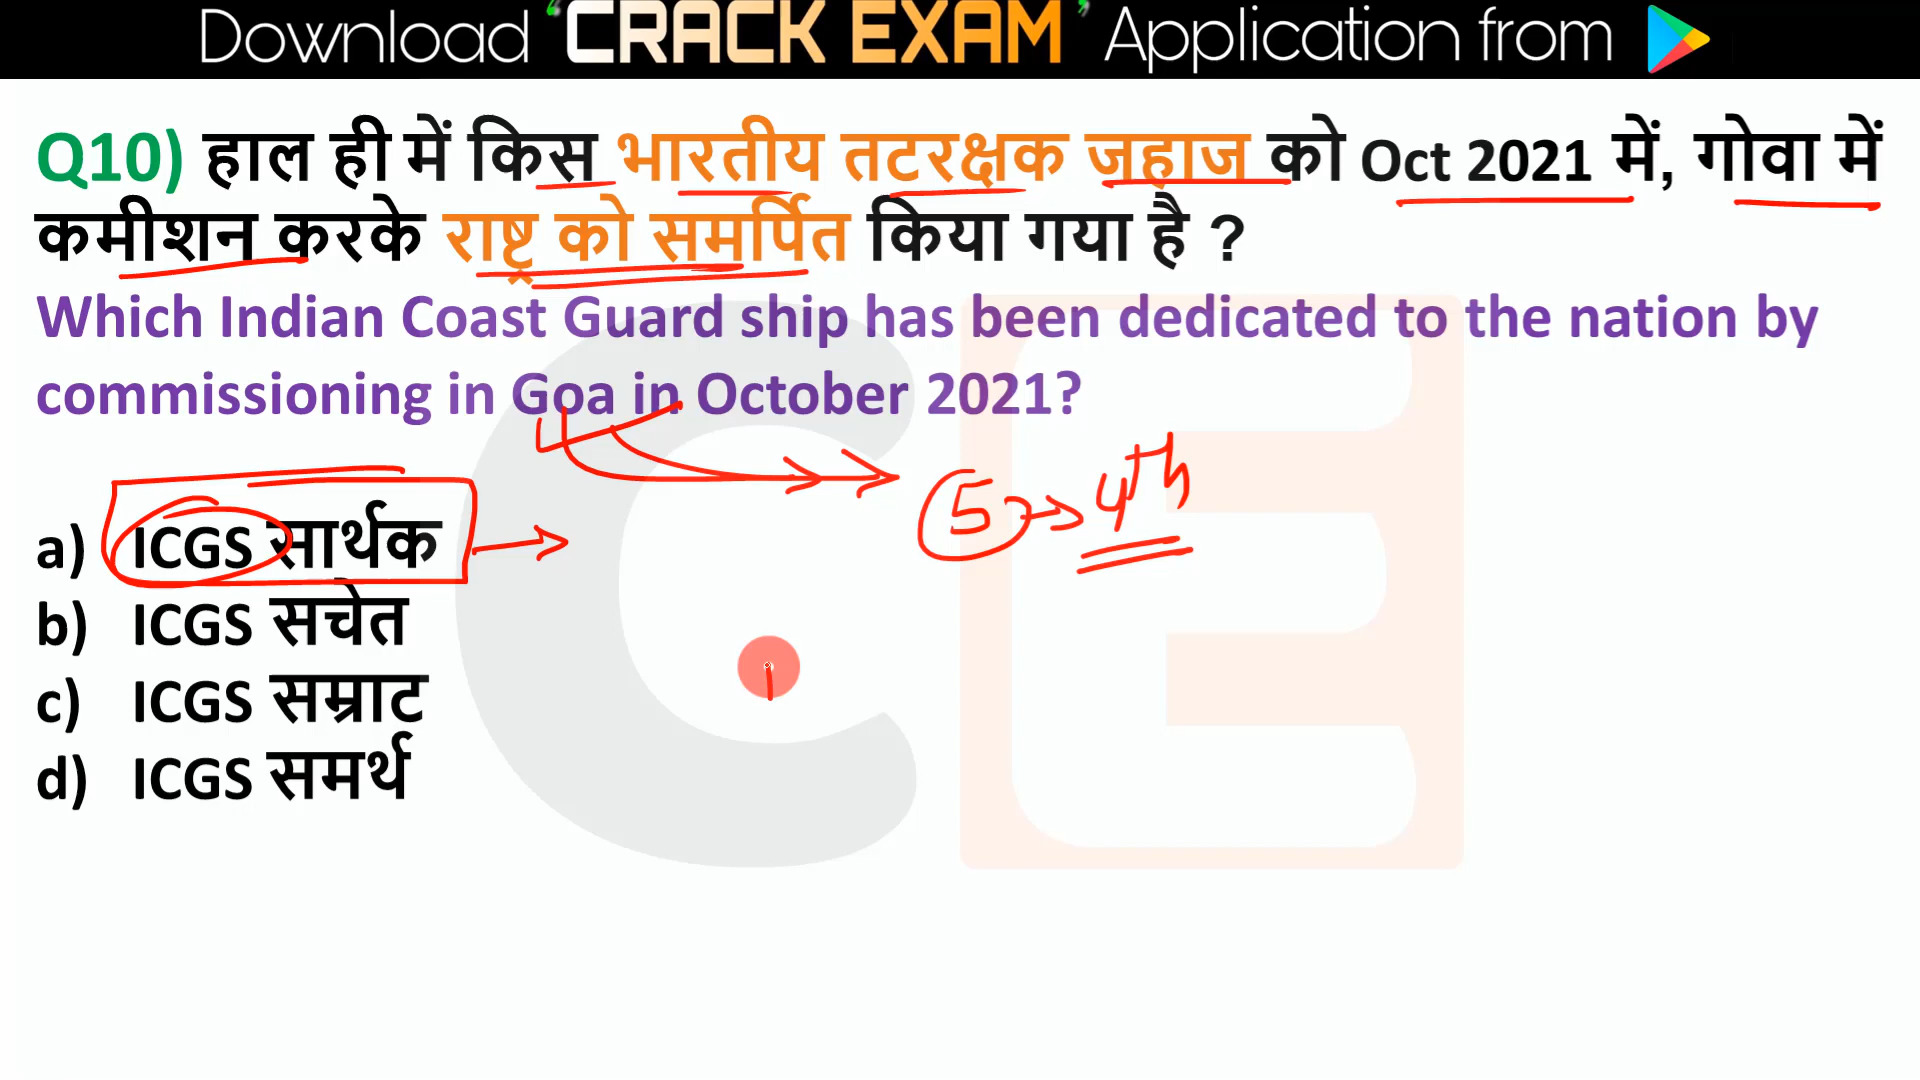 Download ‘CRACK EXAM’ Application from
Q10) हाल ही में किस भारतीय तटरक्षक जहाज को Oct 2021 में, गोवा में
कमीशन करके राष्ट्र को समर्पित किया गया है ?
Which Indian Coast Guard ship has been dedicated to the nation by
commissioning in Goa in October 2021?
5 → 4th
a) ICGS सार्थक
b) ICGS सचेत
c) ICGS सम्राट
d) ICGS समर्थ
CE